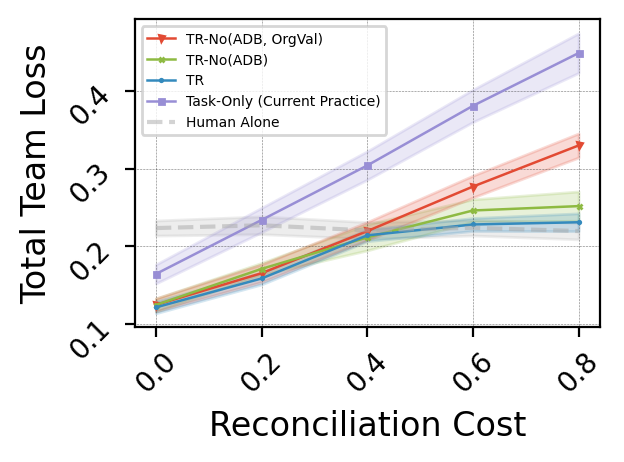 TR-No(ADB, OrgVal)
TR-No(ADB)
TR
Task-Only (Current Practice)
Human Alone
Total Team Loss
0.4
0.3
0.2
0.1
0.0 0.2 0.4 0.6 0.8
Reconciliation Cost